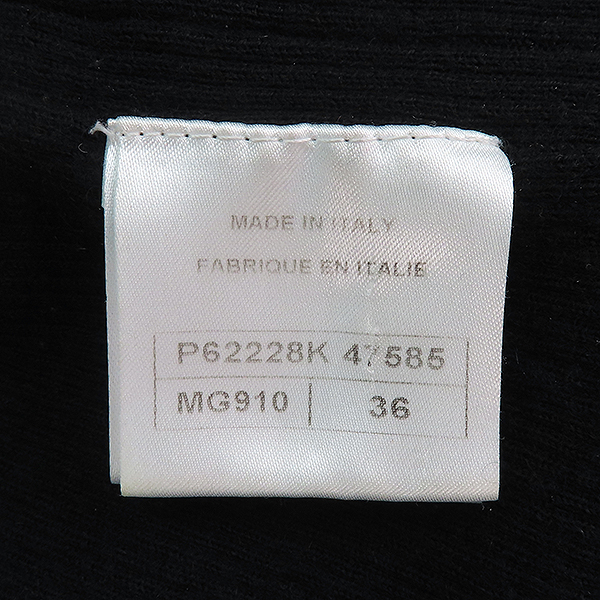 MADE IN ITALY
FABRIQUE EN ITALIE
P62228K 47585
MG910 36